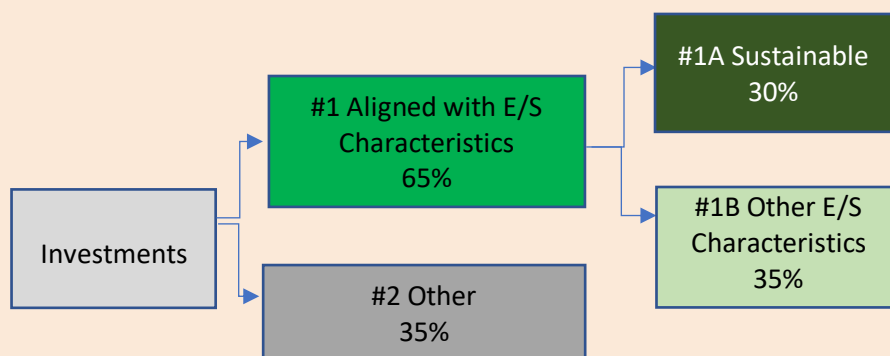 #1A Sustainable
30%
#1 Aligned with E/S
Characteristics
65%
#1B Other E/S
Characteristics
35%
Investments
#2 Other
35%